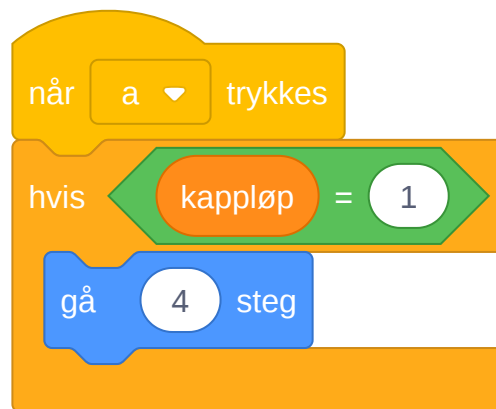 når a trykkes
hvis kappløp = 1
gå 4 steg